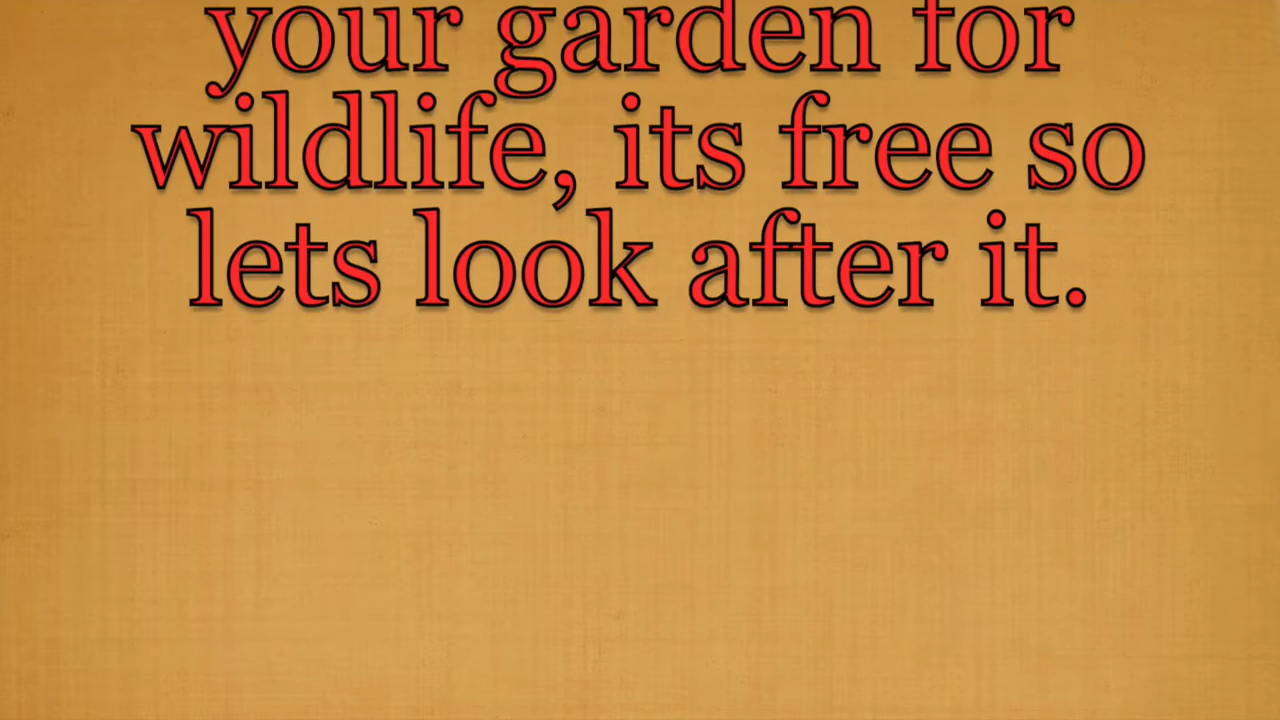 your garden for
wildlife, its free so
lets look after it.